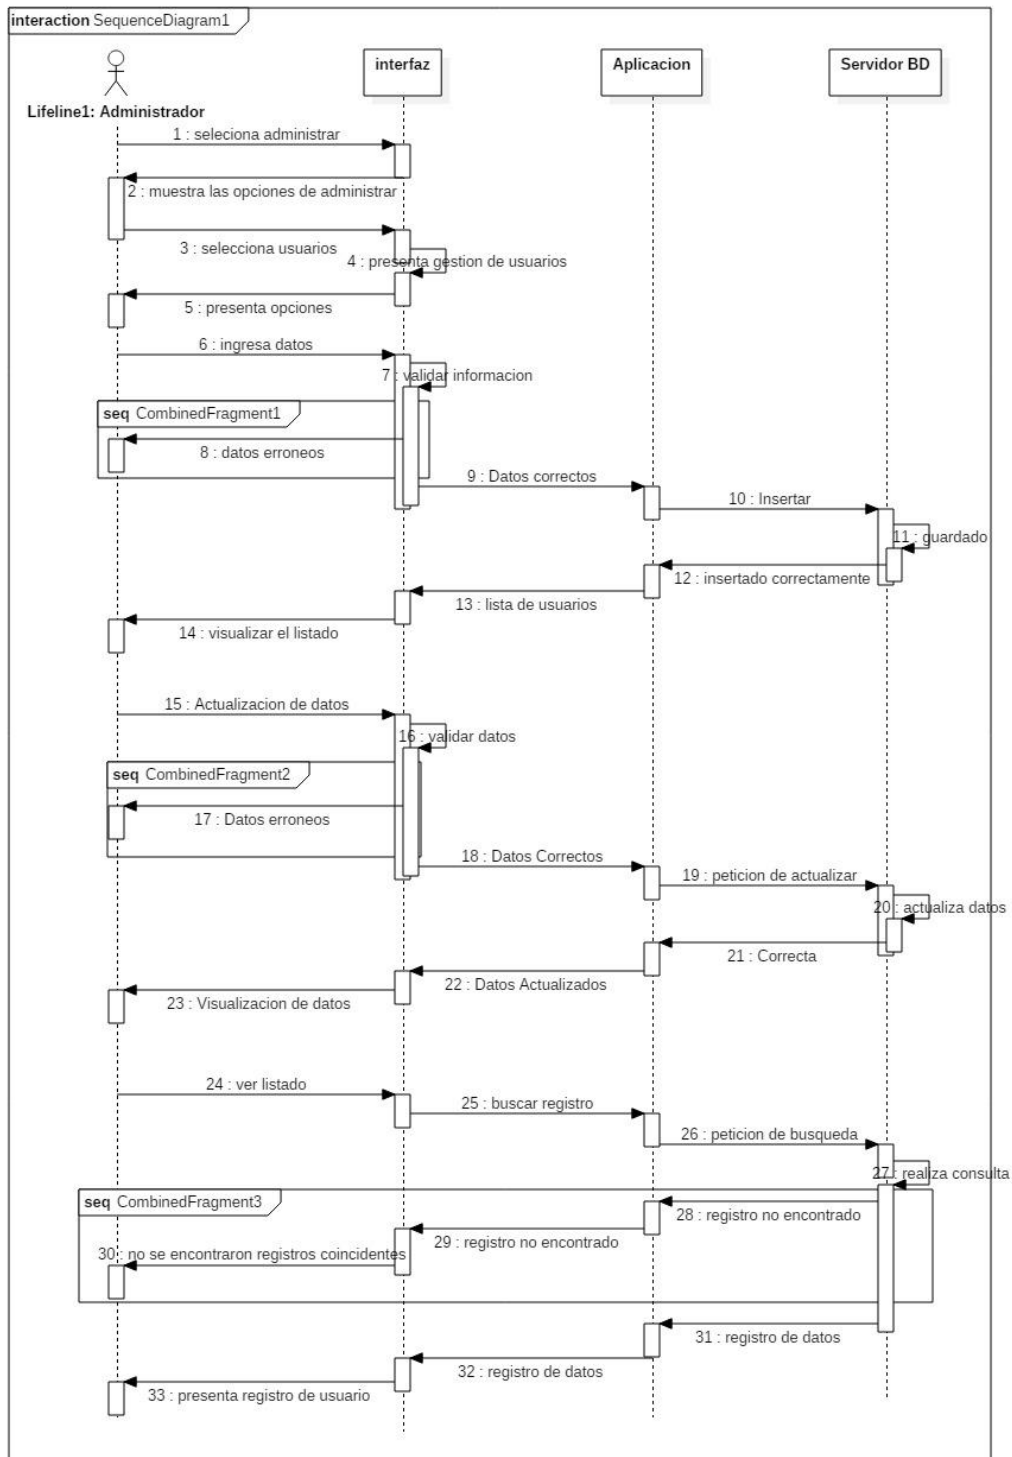 interaction SequenceDiagram1
interfaz
Aplicacion
Servidor BD
Lifeline1: Administrador
1 : seleciona administrar
2 : muestra las opciones de administrar
3 : selecciona usuarios
4 : presenta gestion de usuarios
5 : presenta opciones
6 : ingresa datos
7 : validar informacion
seq CombinedFragment1
8 : datos erroneos
9 : Datos correctos
10 : Insertar
11 : guardado
12 : insertado correctamente
13 : lista de usuarios
14 : visualizar el listado
15 : Actualizacion de datos
16 : validar datos
seq CombinedFragment2
17 : Datos erroneos
18 : Datos Correctos
19 : peticion de actualizar
20 : actualiza datos
21 : Correcta
22 : Datos Actualizados
23 : Visualizacion de datos
24 : ver listado
25 : buscar registro
26 : peticion de busqueda
27 : realiza consulta
seq CombinedFragment3
28 : registro no encontrado
29 : registro no encontrado
30 : no se encontraron registros coincidentes
31 : registro de datos
32 : registro de datos
33 : presenta registro de usuario